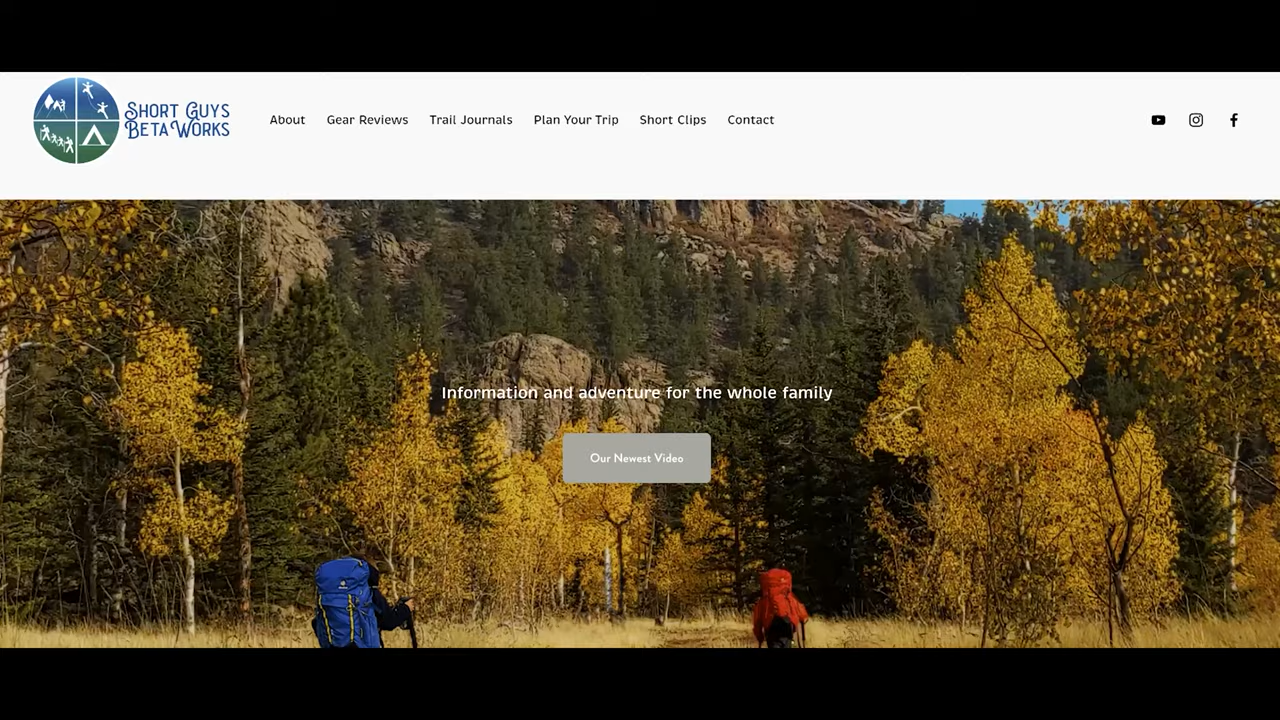 Short Guys
Beta Works
About
Gear Reviews
Trail Journals
Plan Your Trip
Short Clips
Contact
Information and adventure for the whole family
Our Newest Video